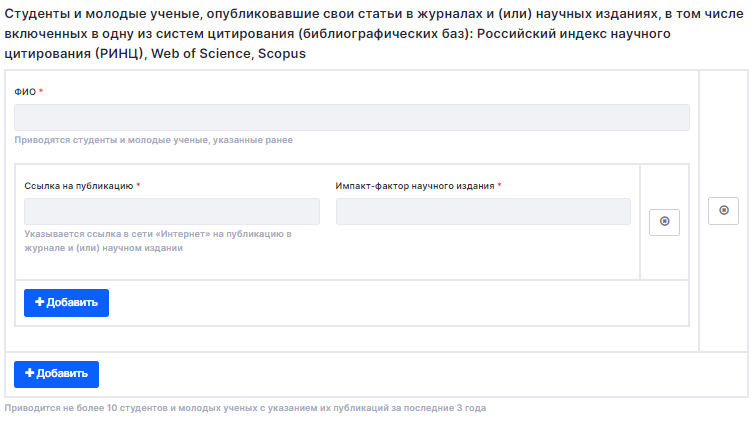 Студенты и молодые ученые, опубликовавшие свои статьи в журналах и (или) научных изданиях, в том числе
включенных в одну из систем цитирования (библиографических баз): Российский индекс научного
цитирования (РИНЦ), Web of Science, Scopus
ФИО *
Приводятся студенты и молодые ученые, указанные ранее
Ссылка на публикацию *
Импакт-фактор научного издания *
Указывается ссылка в сети «Интернет» на публикацию в
журнале и (или) научном издании
+ Добавить
+ Добавить
Приводится не более 10 студентов и молодых ученых с указанием их публикаций за последние 3 года